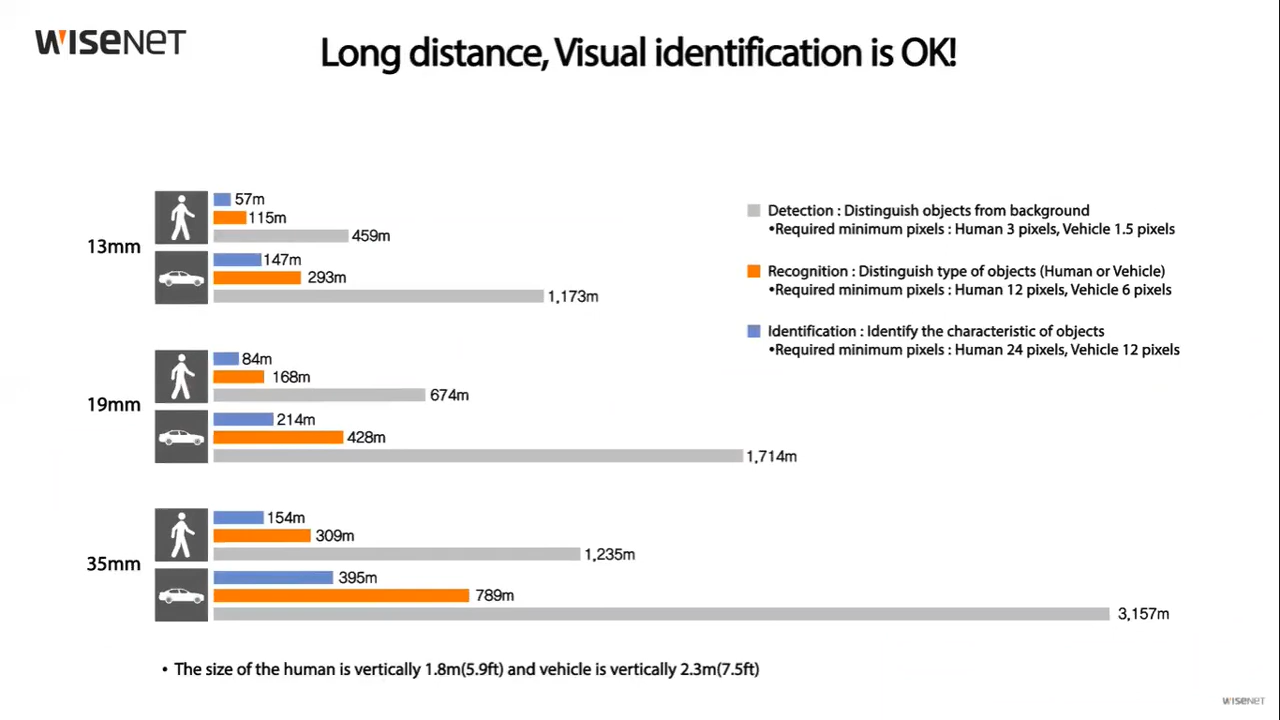 WISENET
Long distance, Visual identification is OK!
13mm
57m
115m
459m
147m
293m
1,173m
19mm
84m
168m
674m
214m
428m
1,714m
35mm
154m
309m
1,235m
395m
789m
3,157m
Detection : Distinguish objects from background
•Required minimum pixels : Human 3 pixels, Vehicle 1.5 pixels
Recognition : Distinguish type of objects (Human or Vehicle)
•Required minimum pixels : Human 12 pixels, Vehicle 6 pixels
Identification : Identify the characteristic of objects
•Required minimum pixels : Human 24 pixels, Vehicle 12 pixels
• The size of the human is vertically 1.8m(5.9ft) and vehicle is vertically 2.3m(7.5ft)
WISENET